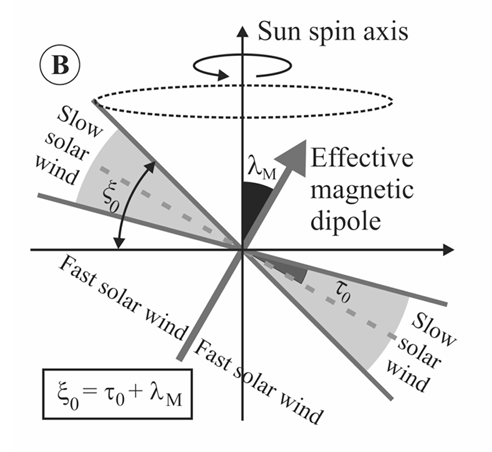 Sun spin axis
B
Slow
solar
wind
λM
Effective
magnetic
dipole
ξ0
τ0
Fast solar wind
Slow
solar
wind
Fast solar wind
ξ0 = τ0 + λM